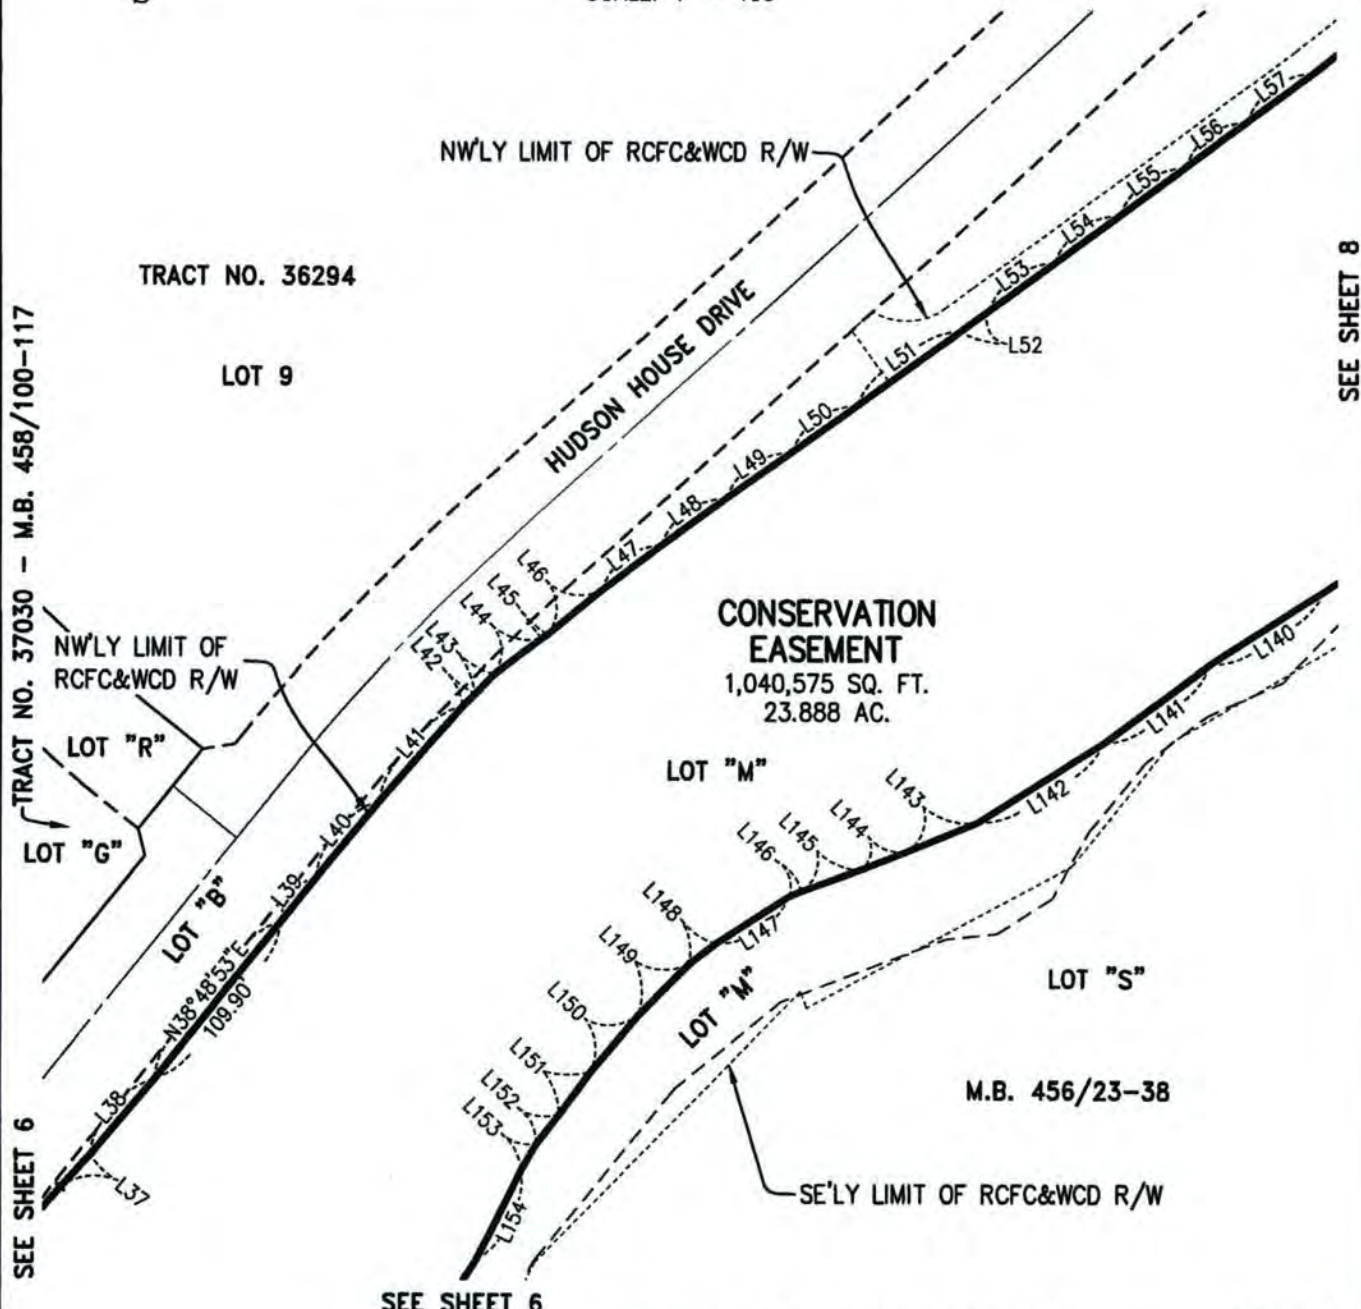 NW'LY LIMIT OF RCFC&WCD R/W
TRACT NO. 36294
LOT 9
HUDSON HOUSE DRIVE
TRACT NO. 37030 - M.B. 458/100-117
SEE SHEET 8
L57
L56
L55
L54
L53
L52
L51
L50
L49
L48
L47
L46
L45
L44
L43
L42
L41
L40
L39
NW'LY LIMIT OF
RCFC&WCD R/W
LOT "R"
LOT "G"
LOT "B"
CONSERVATION
EASEMENT
1,040,575 SQ. FT.
23.888 AC.
LOT "M"
L140
L141
L142
L143
L144
L145
L146
L147
L148
L149
L150
L151
L152
L153
L154
LOT "M"
LOT "S"
M.B. 456/23-38
SE'LY LIMIT OF RCFC&WCD R/W
N38°48'53"E
109.90'
L38
L37
SEE SHEET 6
SEE SHEET 6